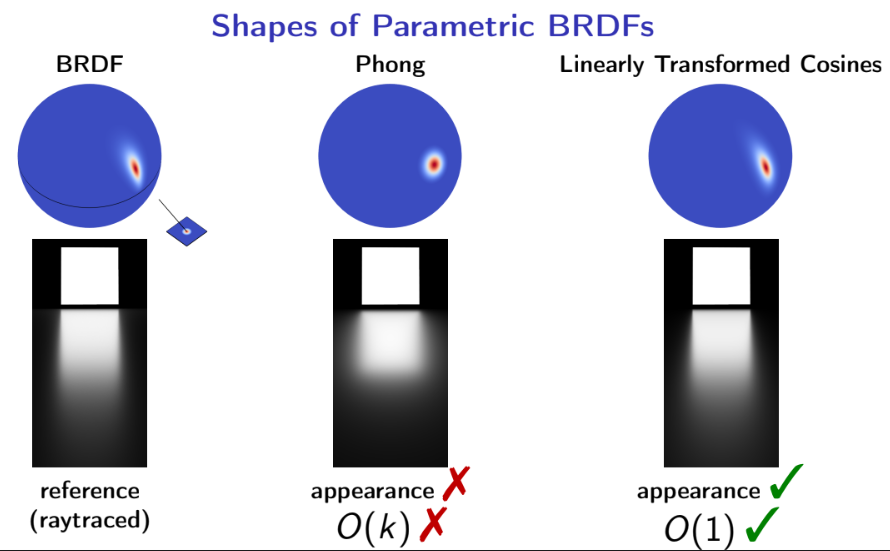 Shapes of Parametric BRDFs
BRDF
Phong
Linearly Transformed Cosines
reference
(raytraced)
appearance ✗
O(k) ✗
appearance ✓
O(1) ✓